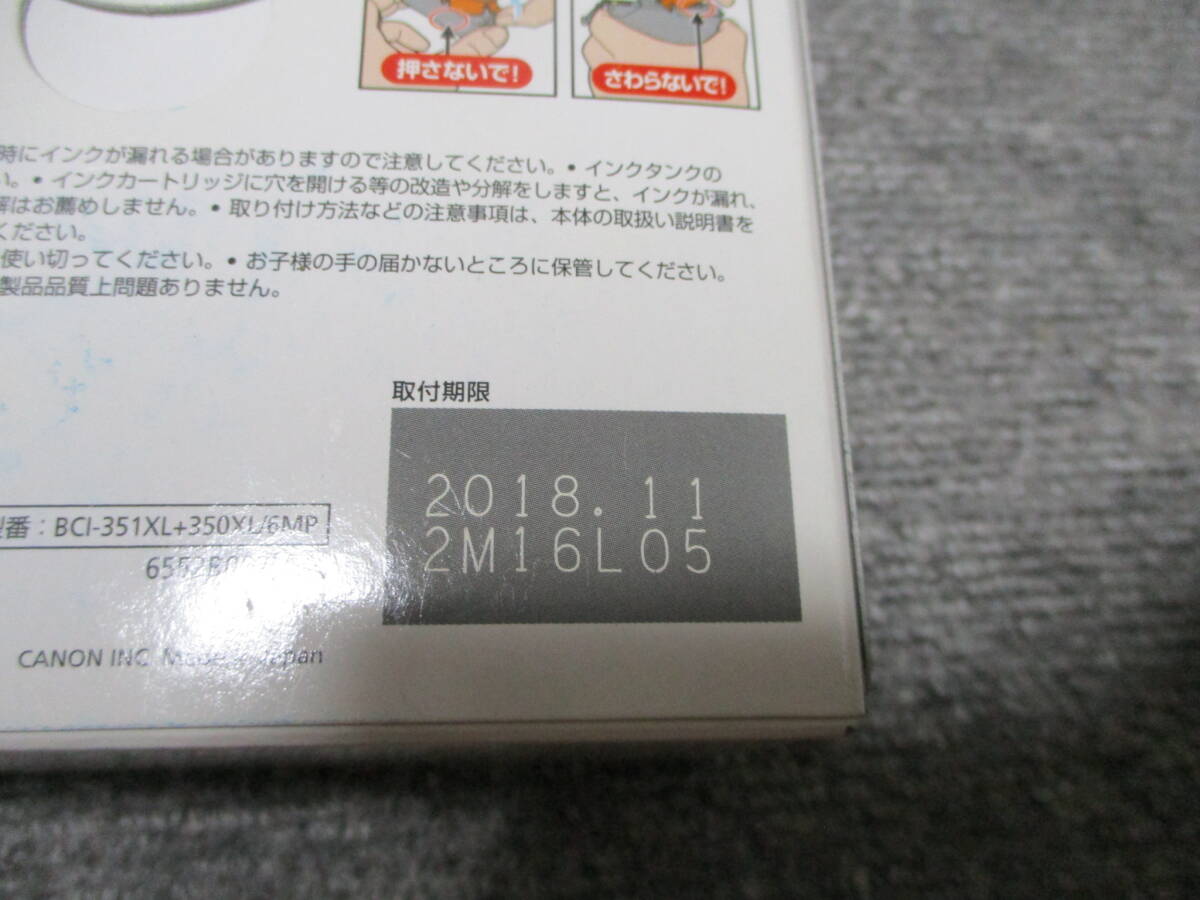 押さないで！
さわらないで！
時にインクが漏れる場合がありますので注意してください。• インクタンクの
い。• インクカートリッジに穴を開ける等の改造や分解をしますと、インクが漏れ、
解はお薦めしません。• 取り付け方法などの注意事項は、本体の取扱い説明書を
ください。
使い切ってください。• お子様の手の届かないところに保管してください。
製品品質上問題ありません。
取付期限
2018.11
2M16L05
番：BCI-351XL+350XL/6MP
CANON INC. Made in Japan